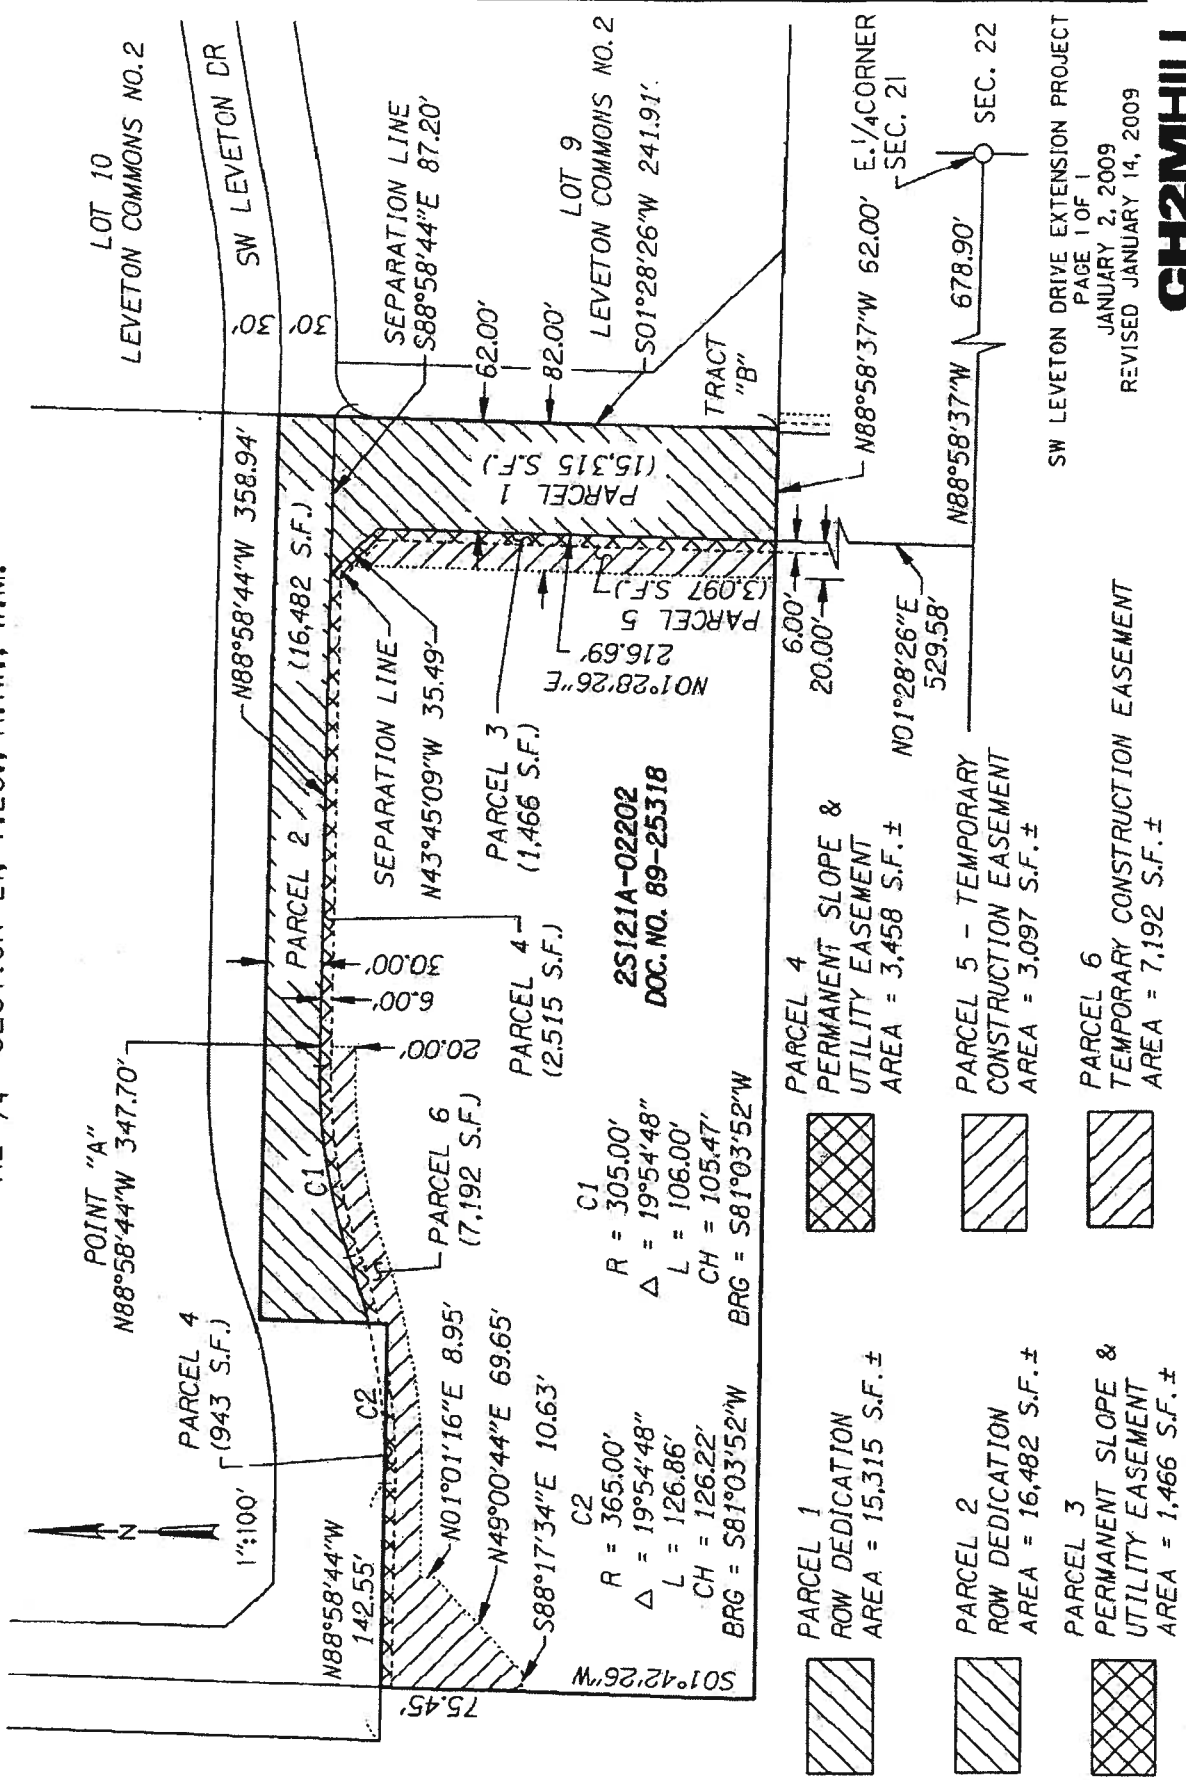 LOT 10
LEVETON COMMONS NO.2
SW LEVETON DR
30'
30'
SEPARATION LINE
S88°58'44"E 87.20'
62.00'
82.00'
LOT 9
LEVETON COMMONS NO.2
S01°28'26"W 241.91'
TRACT
"B"
N88°58'37"W 62.00'
E.1/4CORNER
SEC. 21
SEC. 22
N88°58'37"W 678.90'
N88°58'44"W 358.94'
(16,482 S.F.)
PARCEL 2
PARCEL 1
(15,315 S.F.)
SEPARATION LINE
N43°45'09"W 35.49'
PARCEL 3
(1,466 S.F.)
N01°28'26"E
216.69'
PARCEL 5
(3,097 S.F.)
6.00'
20.00'
N01°28'26"E
529.58'
POINT "A"
N88°58'44"W 347.70'
30.00'
6.00'
20.00'
PARCEL 4
(2,515 S.F.)
2S121A-02202
DOC. NO. 89-25318
PARCEL 4
(943 S.F.)
C1
C2
PARCEL 6
(7,192 S.F.)
N
1":100'
N88°58'44"W
142.55'
N01°01'16"E 8.95'
N49°00'44"E 69.65'
S88°17'34"E 10.63'
75.45'
S01°42'26"W
C2
R = 365.00'
Δ = 19°54'48"
L = 126.86'
CH = 126.22'
BRG = S81°03'52"W
C1
R = 305.00'
Δ = 19°54'48"
L = 106.00'
CH = 105.47'
BRG = S81°03'52"W
PARCEL 1
ROW DEDICATION
AREA = 15,315 S.F.±
PARCEL 2
ROW DEDICATION
AREA = 16,482 S.F.±
PARCEL 3
PERMANENT SLOPE &
UTILITY EASEMENT
AREA = 1,466 S.F.±
PARCEL 4
PERMANENT SLOPE &
UTILITY EASEMENT
AREA = 3,458 S.F.±
PARCEL 5 - TEMPORARY
CONSTRUCTION EASEMENT
AREA = 3,097 S.F.±
PARCEL 6
TEMPORARY CONSTRUCTION EASEMENT
AREA = 7,192 S.F.±
SW LEVETON DRIVE EXTENSION PROJECT
PAGE 1 OF 1
JANUARY 2, 2009
REVISED JANUARY 14, 2009
CH2MHILL